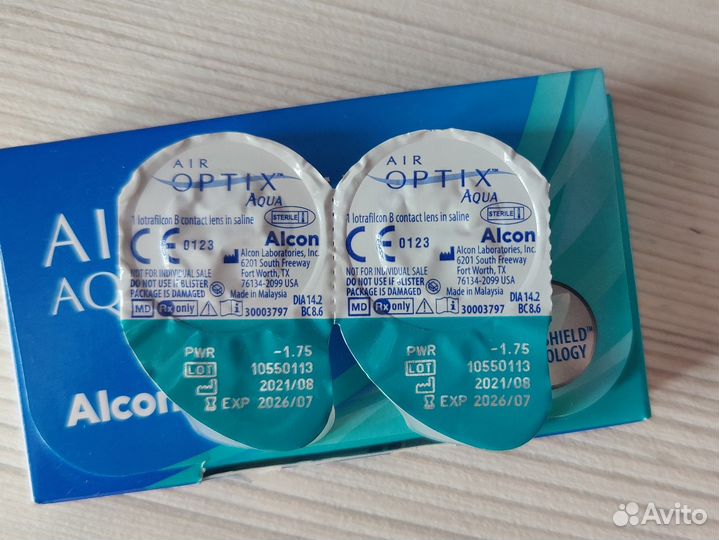 AIR
OPTIX™
AQUA
1 lotrafilcon B contact lens in saline
STERILE
CE 0123
Alcon
Alcon Laboratories, Inc.
6201 South Freeway
Fort Worth, TX
76134-2099 USA
Made in Malaysia
NOT FOR INDIVIDUAL SALE
DO NOT USE IF BLISTER
PACKAGE IS DAMAGED
DIA 14.2
BC 8.6
MD Rx only 30003797
PWR -1.75
LOT 10550113
2021/08
EXP 2026/07
AIR
OPTIX™
AQUA
1 lotrafilcon B contact lens in saline
STERILE
CE 0123
Alcon
Alcon Laboratories, Inc.
6201 South Freeway
Fort Worth, TX
76134-2099 USA
Made in Malaysia
NOT FOR INDIVIDUAL SALE
DO NOT USE IF BLISTER
PACKAGE IS DAMAGED
DIA 14.2
BC 8.6
MD Rx only 30003797
PWR -1.75
LOT 10550113
2021/08
EXP 2026/07
AI
AQ
Alcon
SHIELD™
OLOGY
Avito